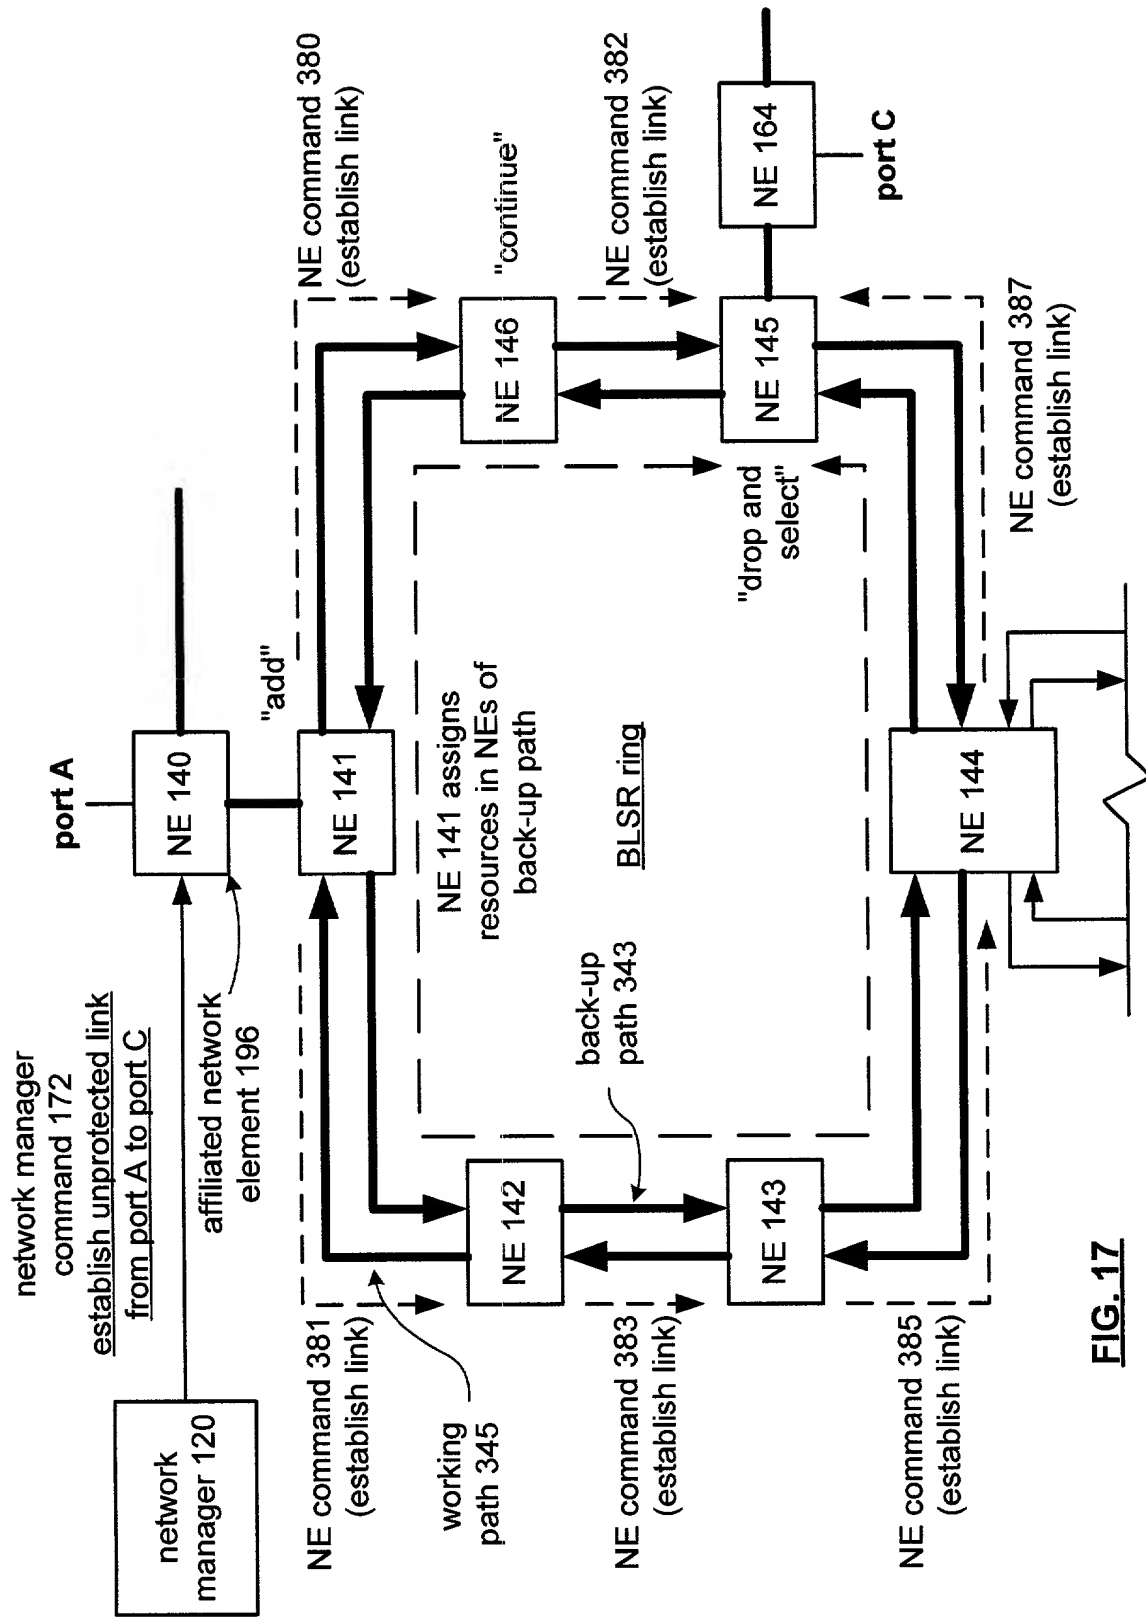 network
manager 120
network manager
command 172
establish unprotected link
from port A to port C
affiliated network
element 196
port A
NE 140
"add"
NE 141
NE command 380
(establish link)
NE command 381
(establish link)
working
path 345
NE 142
NE 146
"continue"
NE 141 assigns
resources in NEs of
back-up path
back-up
path 343
BLSR ring
NE command 382
(establish link)
NE command 383
(establish link)
NE 143
"drop and
select"
NE 145
NE 164
port C
NE command 385
(establish link)
NE 144
NE command 387
(establish link)
FIG. 17